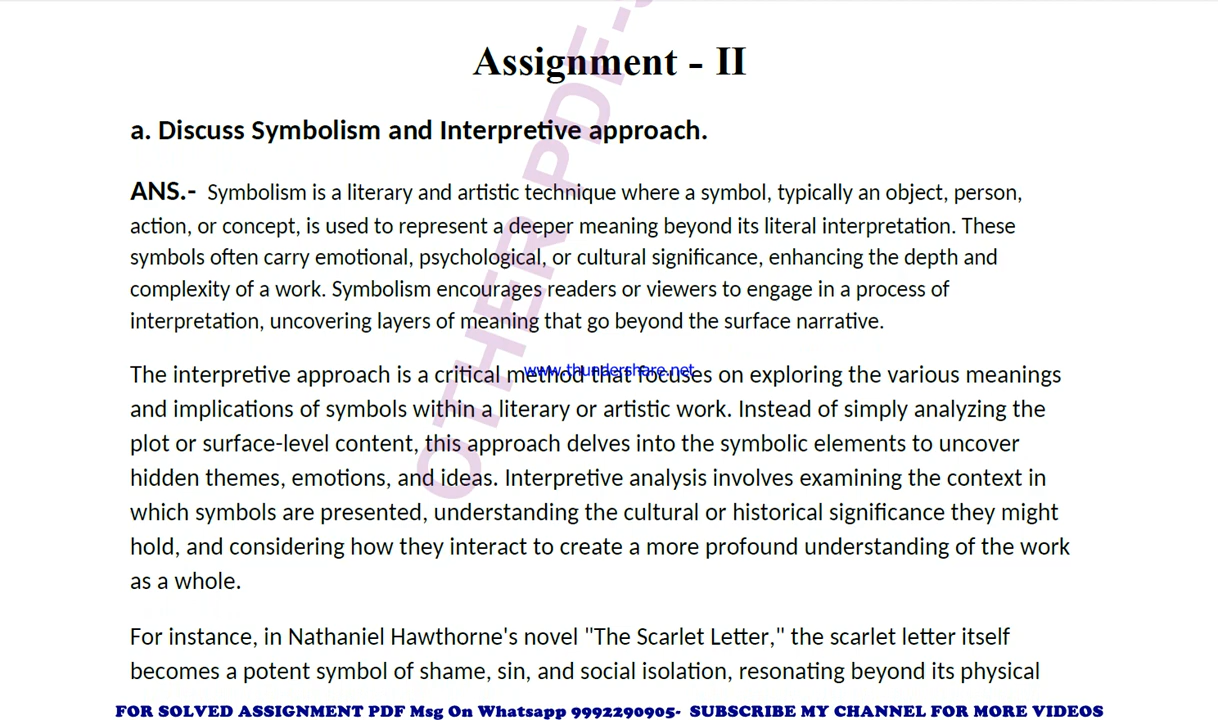 Assignment - II
a. Discuss Symbolism and Interpretive approach.
ANS.- Symbolism is a literary and artistic technique where a symbol, typically an object, person,
action, or concept, is used to represent a deeper meaning beyond its literal interpretation. These
symbols often carry emotional, psychological, or cultural significance, enhancing the depth and
complexity of a work. Symbolism encourages readers or viewers to engage in a process of
interpretation, uncovering layers of meaning that go beyond the surface narrative.
The interpretive approach is a critical method that focuses on exploring the various meanings
www.thundershare.net
and implications of symbols within a literary or artistic work. Instead of simply analyzing the
plot or surface-level content, this approach delves into the symbolic elements to uncover
hidden themes, emotions, and ideas. Interpretive analysis involves examining the context in
which symbols are presented, understanding the cultural or historical significance they might
hold, and considering how they interact to create a more profound understanding of the work
as a whole.
For instance, in Nathaniel Hawthorne's novel "The Scarlet Letter," the scarlet letter itself
becomes a potent symbol of shame, sin, and social isolation, resonating beyond its physical
OTHER PDF-
FOR SOLVED ASSIGNMENT PDF Msg On Whatsapp 9992290905- SUBSCRIBE MY CHANNEL FOR MORE VIDEOS